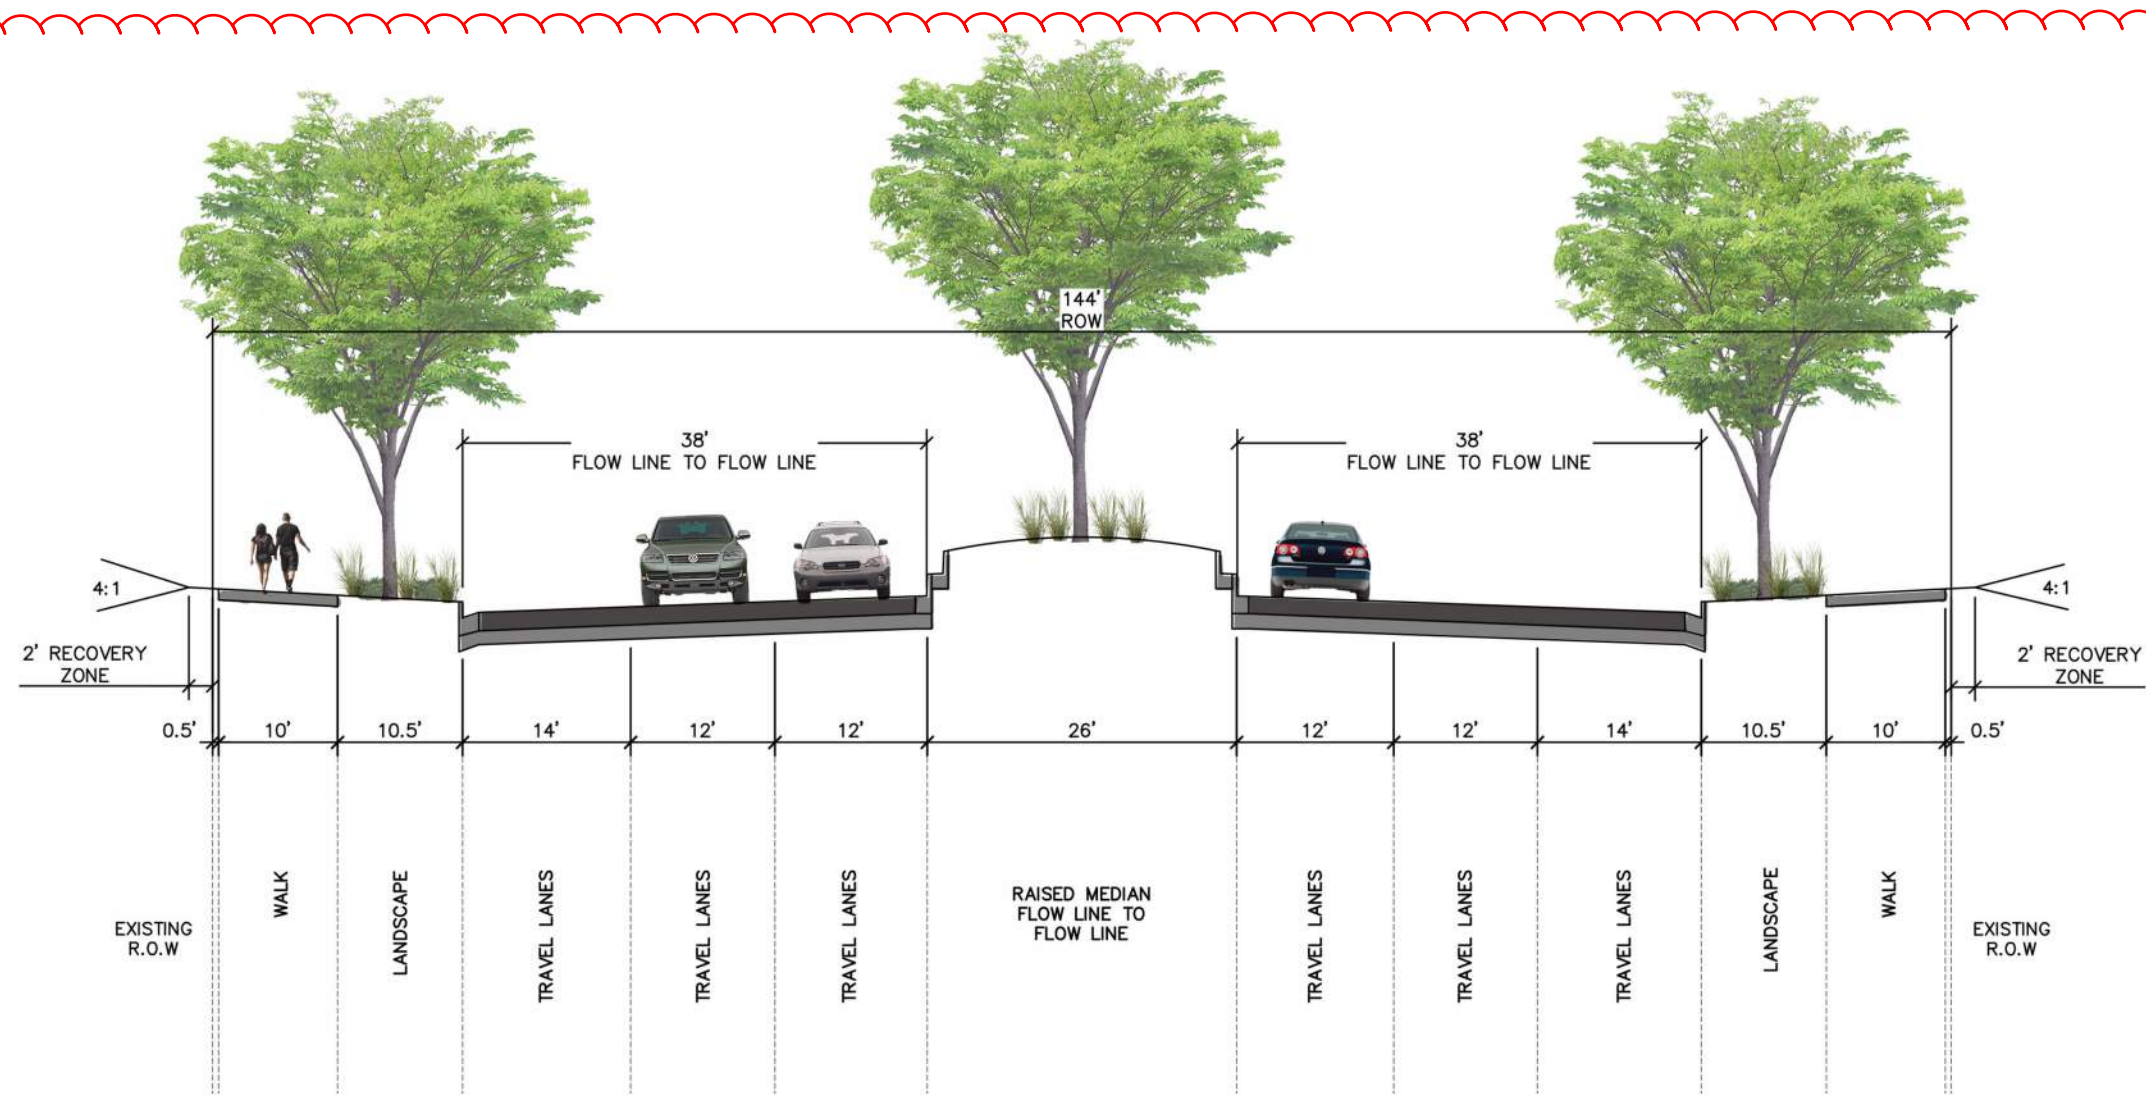 144'
ROW
38'
FLOW LINE TO FLOW LINE
38'
FLOW LINE TO FLOW LINE
4:1
4:1
2' RECOVERY
ZONE
2' RECOVERY
ZONE
0.5'
10'
10.5'
14'
12'
12'
26'
12'
12'
14'
10.5'
10'
0.5'
EXISTING
R.O.W
WALK
LANDSCAPE
TRAVEL LANES
TRAVEL LANES
TRAVEL LANES
RAISED MEDIAN
FLOW LINE TO
FLOW LINE
TRAVEL LANES
TRAVEL LANES
TRAVEL LANES
LANDSCAPE
WALK
EXISTING
R.O.W